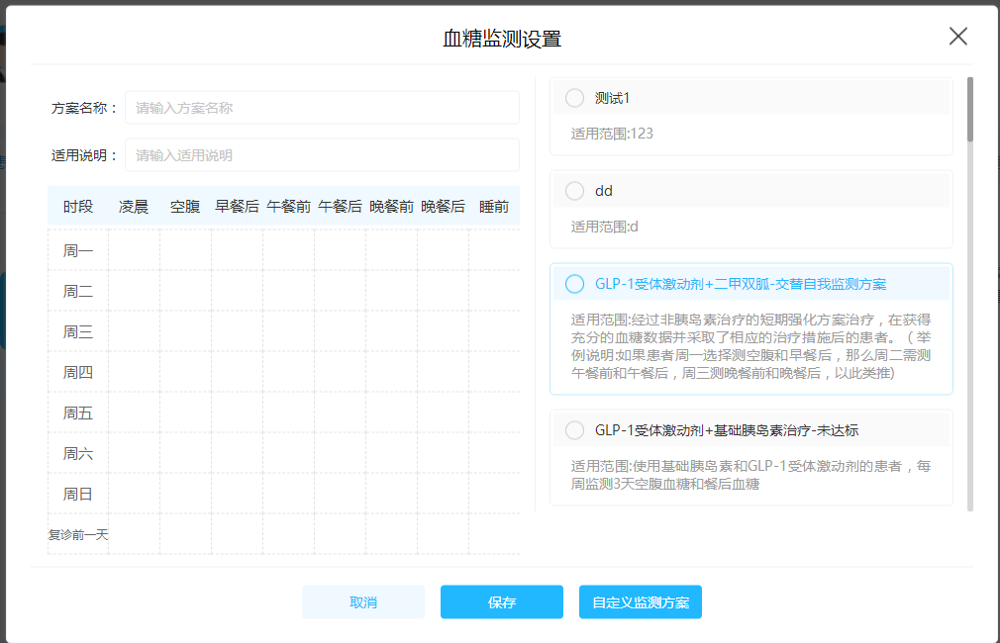 血糖监测设置
方案名称：
请输入方案名称
适用说明：
请输入适用说明
时段 凌晨 空腹 早餐后 午餐前 午餐后 晚餐前 晚餐后 睡前
周一
周二
周三
周四
周五
周六
周日
复诊前一天
测试1
适用范围:123
dd
适用范围:d
GLP-1受体激动剂+二甲双胍-交替自我监测方案
适用范围:经过非胰岛素治疗的短期强化方案治疗，在获得
充分的血糖数据并采取了相应的治疗措施后的患者。（举
例说明:如果患者周一选择测空腹和早餐后，那么周二需测
午餐前和午餐后，周三测晚餐前和晚餐后，以此类推)
GLP-1受体激动剂+基础胰岛素治疗-未达标
适用范围:使用基础胰岛素和GLP-1受体激动剂的患者，每
周监测3天空腹血糖和餐后血糖
取消
保存
自定义监测方案